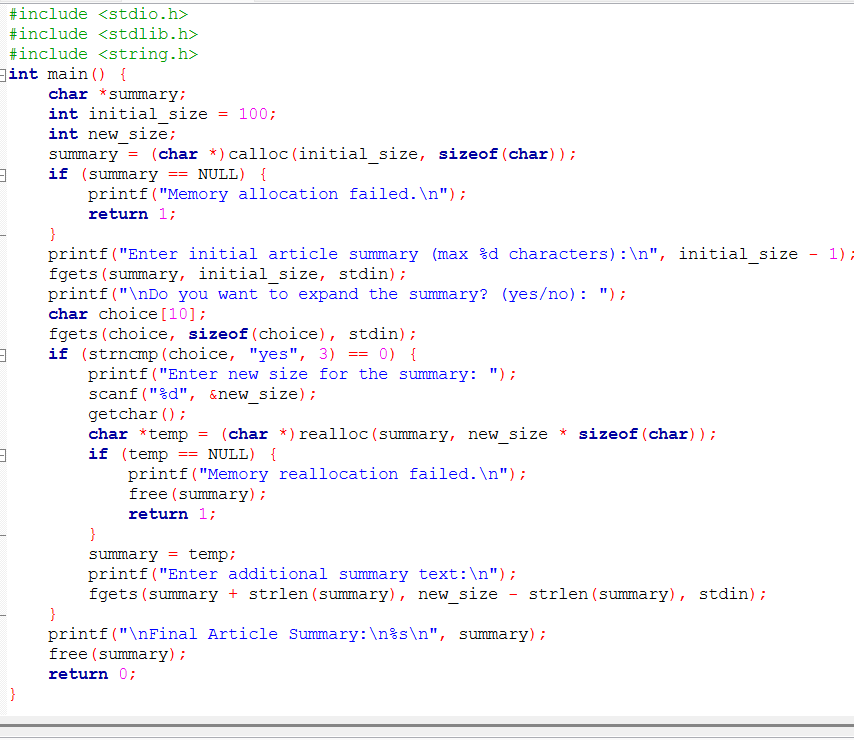 #include <stdio.h>
#include <stdlib.h>
#include <string.h>
int main() {
    char *summary;
    int initial_size = 100;
    int new_size;
    summary = (char *)calloc(initial_size, sizeof(char));
    if (summary == NULL) {
        printf("Memory allocation failed.\n");
        return 1;
    }
    printf("Enter initial article summary (max %d characters):\n", initial_size - 1);
    fgets(summary, initial_size, stdin);
    printf("\nDo you want to expand the summary? (yes/no): ");
    char choice[10];
    fgets(choice, sizeof(choice), stdin);
    if (strncmp(choice, "yes", 3) == 0) {
        printf("Enter new size for the summary: ");
        scanf("%d", &new_size);
        getchar();
        char *temp = (char *)realloc(summary, new_size * sizeof(char));
        if (temp == NULL) {
            printf("Memory reallocation failed.\n");
            free(summary);
            return 1;
        }
        summary = temp;
        printf("Enter additional summary text:\n");
        fgets(summary + strlen(summary), new_size - strlen(summary), stdin);
    }
    printf("\nFinal Article Summary:\n%s\n", summary);
    free(summary);
    return 0;
}